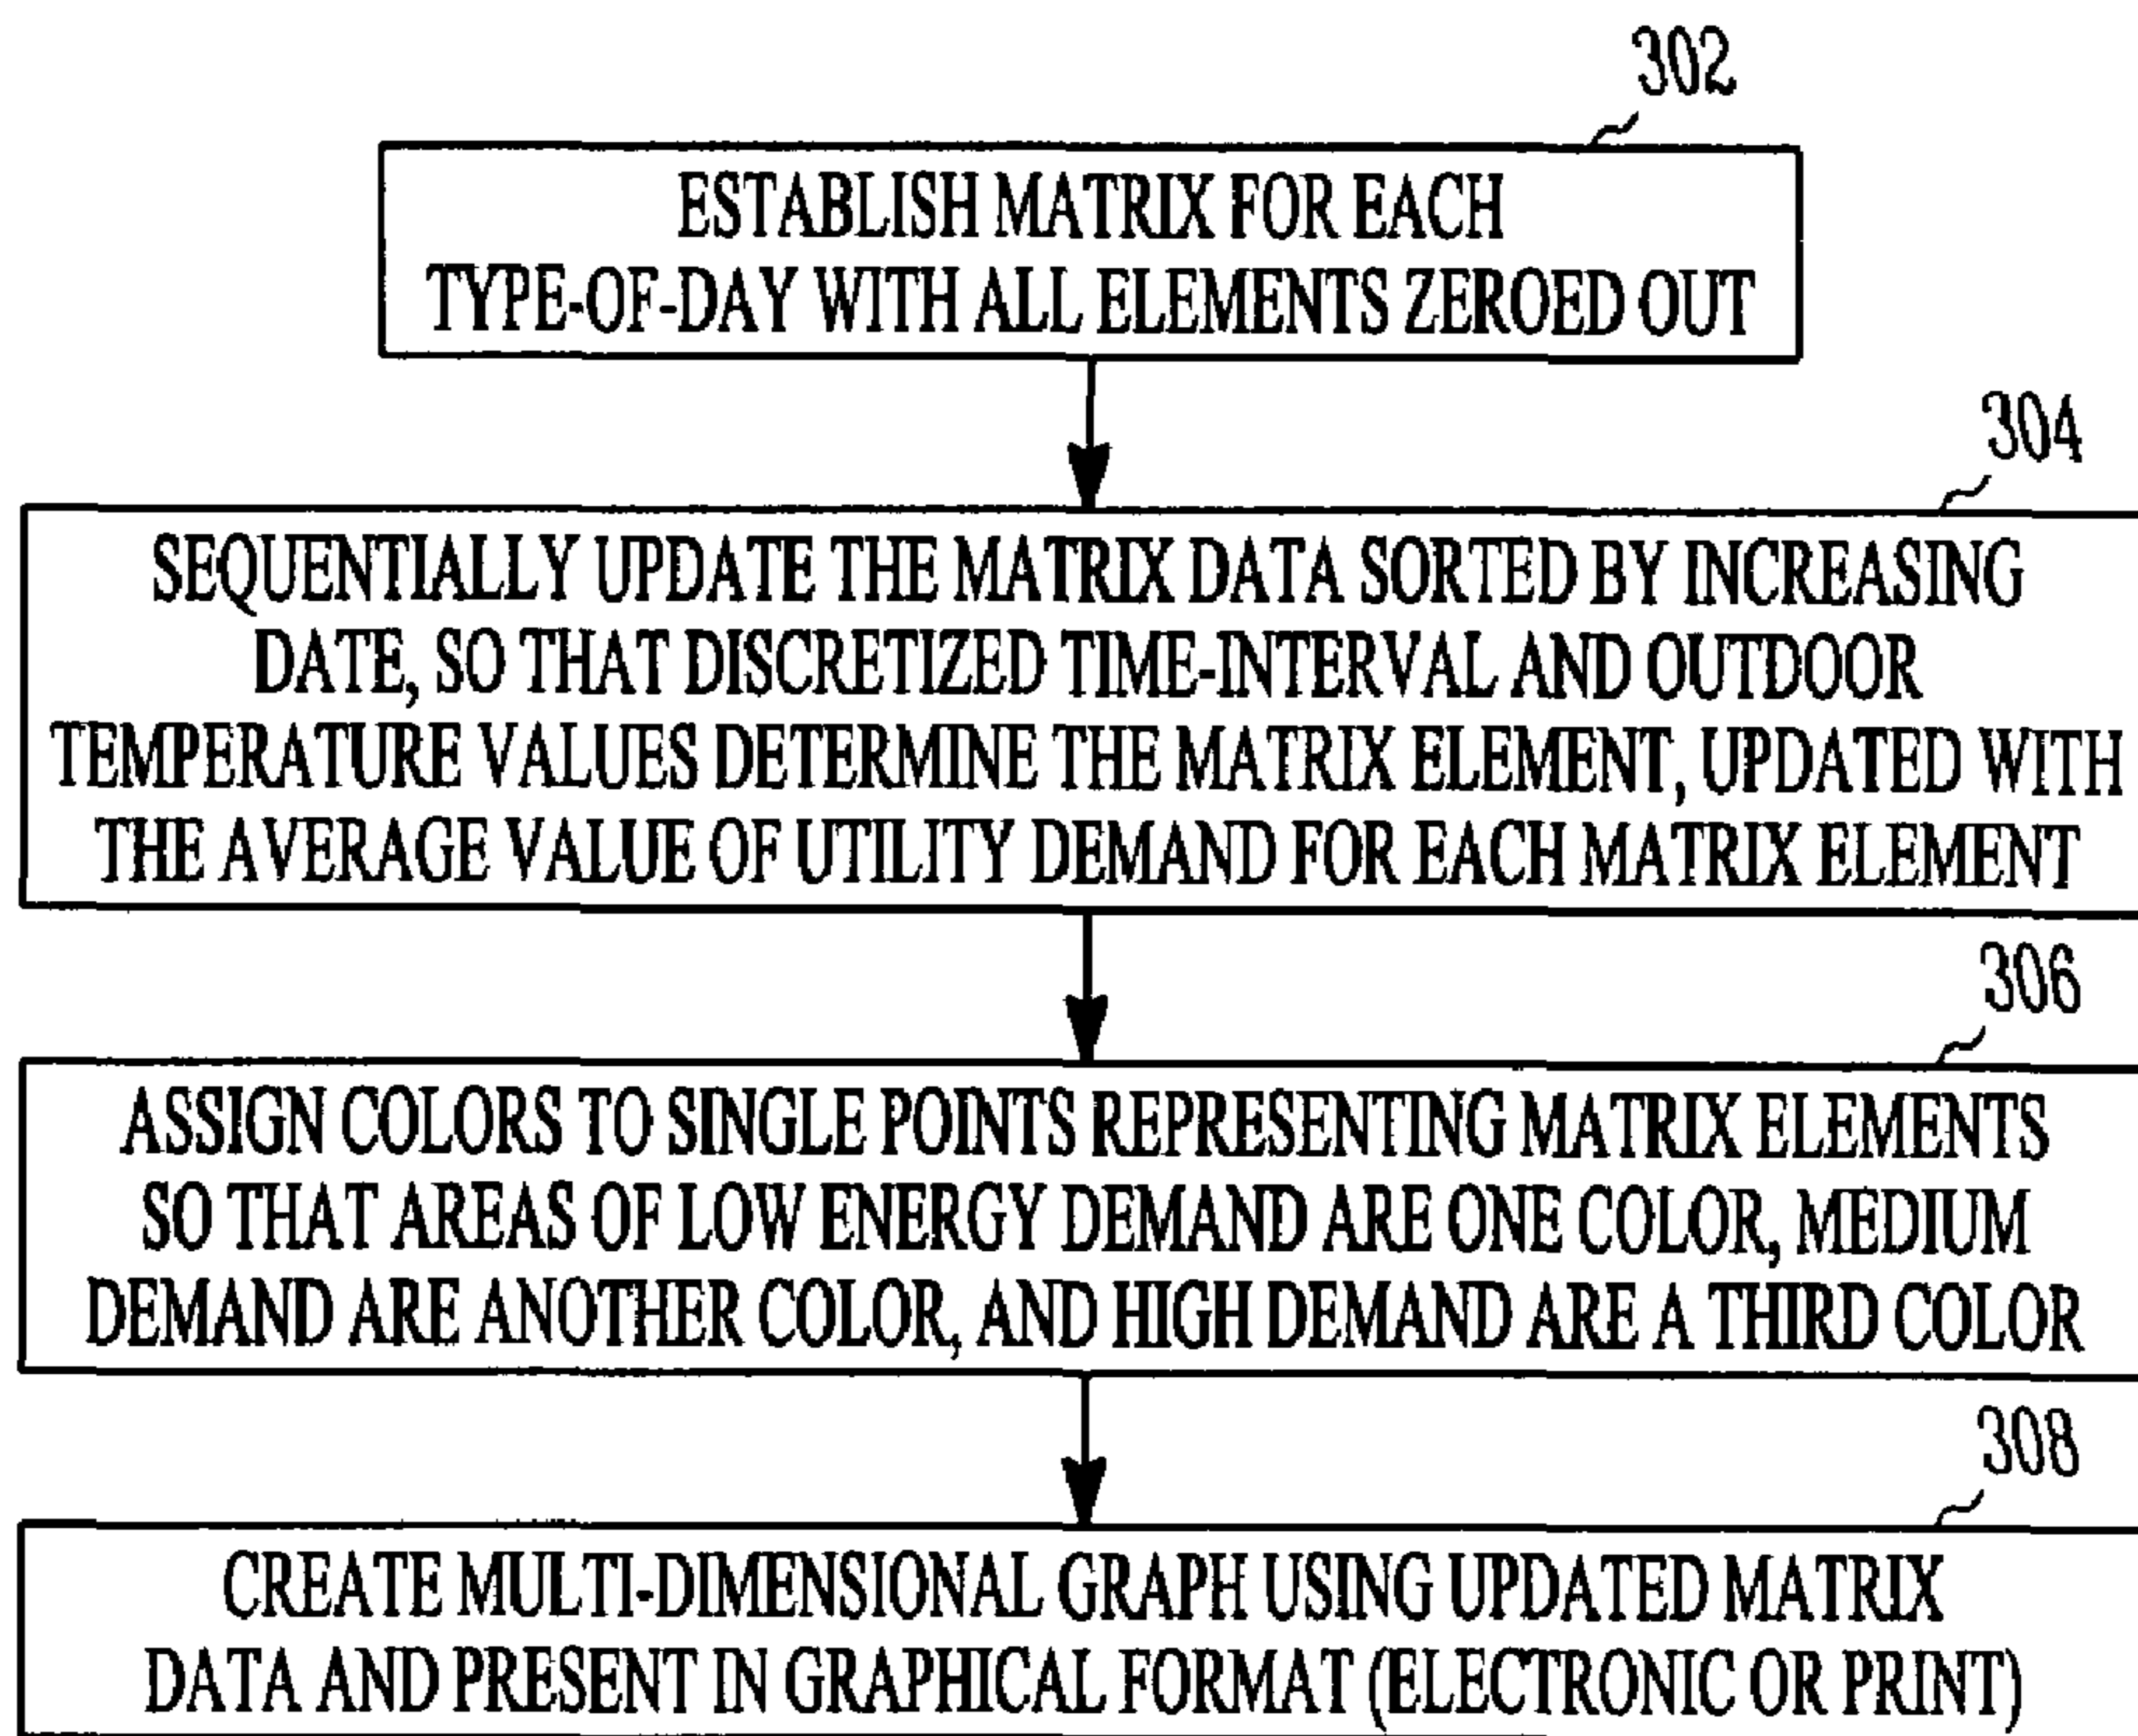 302
ESTABLISH MATRIX FOR EACH
TYPE-OF-DAY WITH ALL ELEMENTS ZEROED OUT
304
SEQUENTIALLY UPDATE THE MATRIX DATA SORTED BY INCREASING
DATE, SO THAT DISCRETIZED TIME-INTERVAL AND OUTDOOR
TEMPERATURE VALUES DETERMINE THE MATRIX ELEMENT, UPDATED WITH
THE AVERAGE VALUE OF UTILITY DEMAND FOR EACH MATRIX ELEMENT
306
ASSIGN COLORS TO SINGLE POINTS REPRESENTING MATRIX ELEMENTS
SO THAT AREAS OF LOW ENERGY DEMAND ARE ONE COLOR, MEDIUM
DEMAND ARE ANOTHER COLOR, AND HIGH DEMAND ARE A THIRD COLOR
308
CREATE MULTI-DIMENSIONAL GRAPH USING UPDATED MATRIX
DATA AND PRESENT IN GRAPHICAL FORMAT (ELECTRONIC OR PRINT)